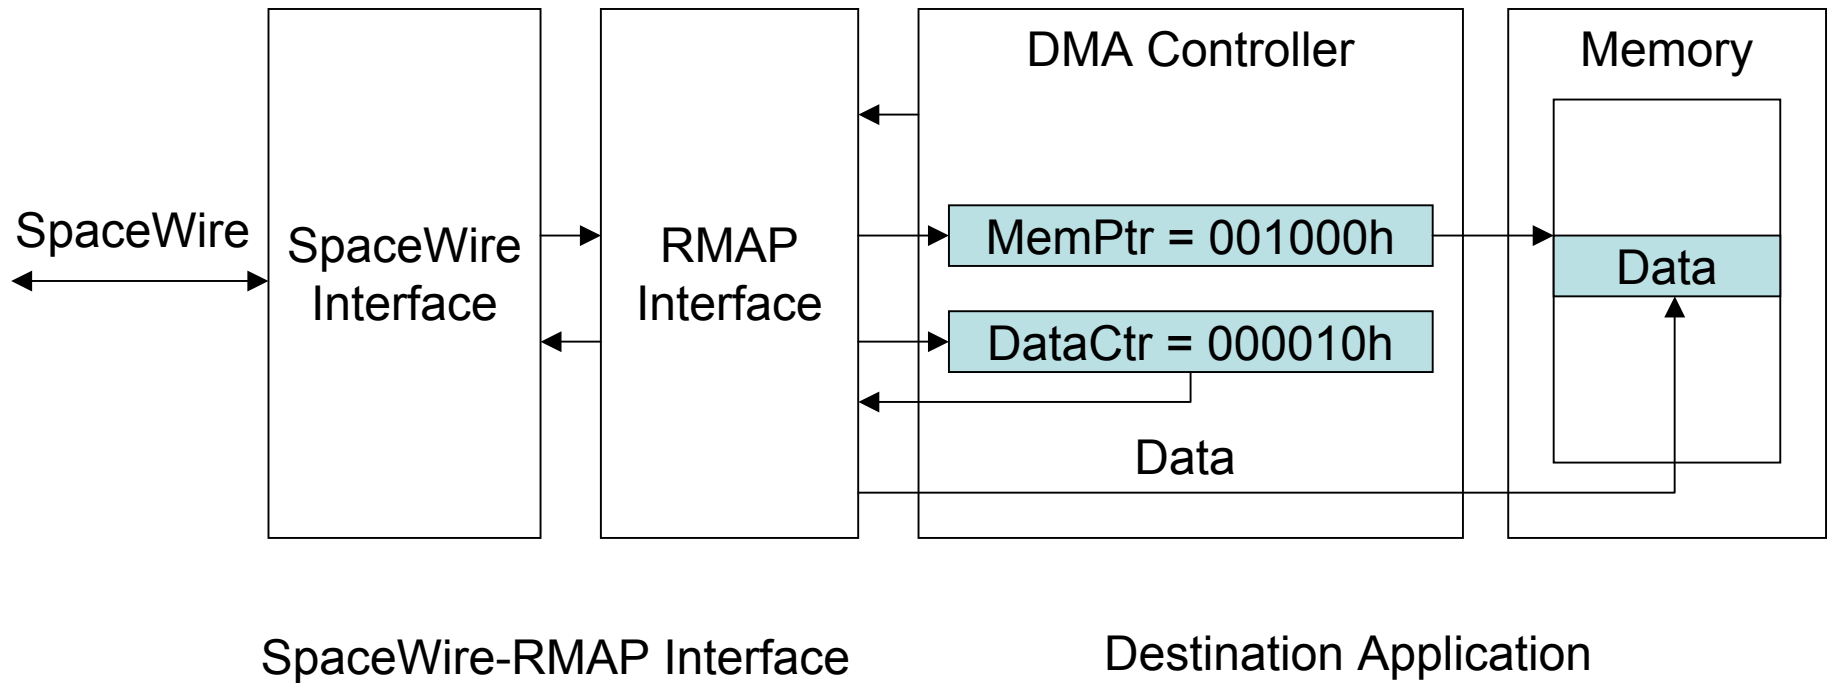 DMA Controller
Memory
SpaceWire
SpaceWire
Interface
RMAP
Interface
MemPtr = 001000h
Data
DataCtr = 000010h
Data
SpaceWire-RMAP Interface
Destination Application